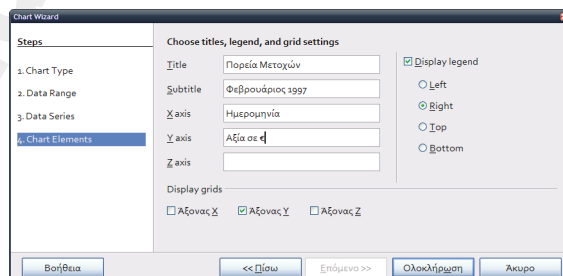 Chart Wizard
Steps
1. Chart Type
2. Data Range
3. Data Series
4. Chart Elements
Choose titles, legend, and grid settings
Title Πορεία Μετοχών
Subtitle Φεβρουάριος 1997
X axis Ημερομηνία
Y axis Αξία σε €
Z axis
Display legend
Left
Right
Top
Bottom
Display grids
Άξονας X Άξονας Y Άξονας Z
Βοήθεια << Πίσω Επόμενο >> Ολοκλήρωση Άκυρο